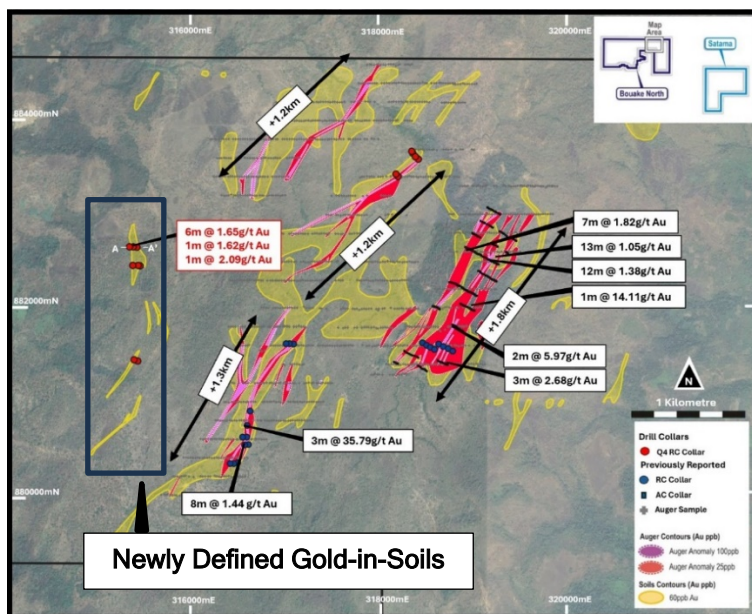 316000mE
318000mE
320000mE
Map
Area
Satama
Bouake North
884000mN
+1.2km
6m @ 1.65g/t Au
1m @ 1.62g/t Au
1m @ 2.09g/t Au
A
A'
+1.2km
7m @ 1.82g/t Au
13m @ 1.05g/t Au
12m @ 1.38g/t Au
1m @ 14.11g/t Au
882000mN
+1.8km
2m @ 5.97g/t Au
3m @ 2.68g/t Au
+1.3km
N
1 Kilometre
3m @ 35.79g/t Au
8m @ 1.44 g/t Au
880000mN
Newly Defined Gold-in-Soils
Drill Collars
Q4 RC Collar
Previously Reported
RC Collar
AC Collar
Auger Sample
Auger Contours (Au ppb)
Auger Anomaly 100ppb
Auger Anomaly 25ppb
Soils Contours (Au ppb)
60ppb Au
316000mE
318000mE
320000mE